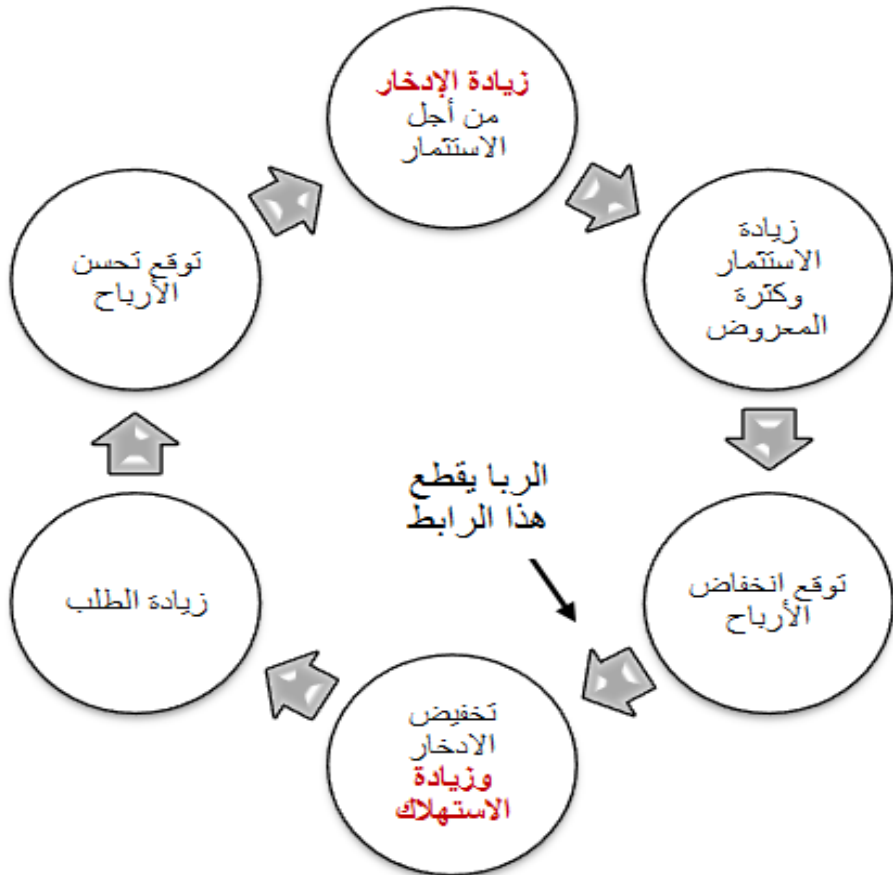 زيادة الإدخار
من أجل
الاستثمار
زيادة
الاستثمار
وكثرة
المعروض
توقع انخفاض
الأرباح
تخفيض
الادخار
وزيادة
الاستهلاك
زيادة الطلب
توقع تحسن
الأرباح
الربا يقطع
هذا الرابط